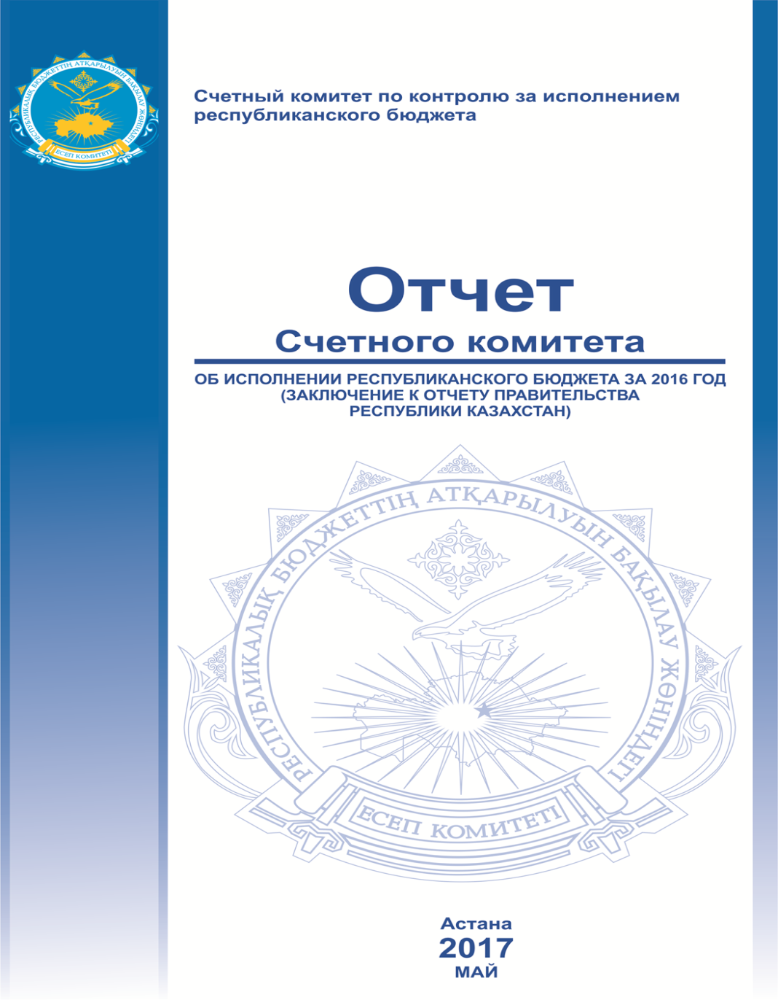 РЕСПУБЛИКАЛЫҚ БЮДЖЕТТІҢ АТҚАРЫЛУЫН БАҚЫЛАУ ЖӨНІНДЕГІ
ЕСЕП КОМИТЕТІ
Счетный комитет по контролю за исполнением
республиканского бюджета
Отчет
Счетного комитета
ОБ ИСПОЛНЕНИИ РЕСПУБЛИКАНСКОГО БЮДЖЕТА ЗА 2016 ГОД
(ЗАКЛЮЧЕНИЕ К ОТЧЕТУ ПРАВИТЕЛЬСТВА
РЕСПУБЛИКИ КАЗАХСТАН)
РЕСПУБЛИКАЛЫҚ БЮДЖЕТТІҢ АТҚАРЫЛУЫН БАҚЫЛАУ ЖӨНІНДЕГІ
ЕСЕП КОМИТЕТІ
Астана
2017
МАЙ